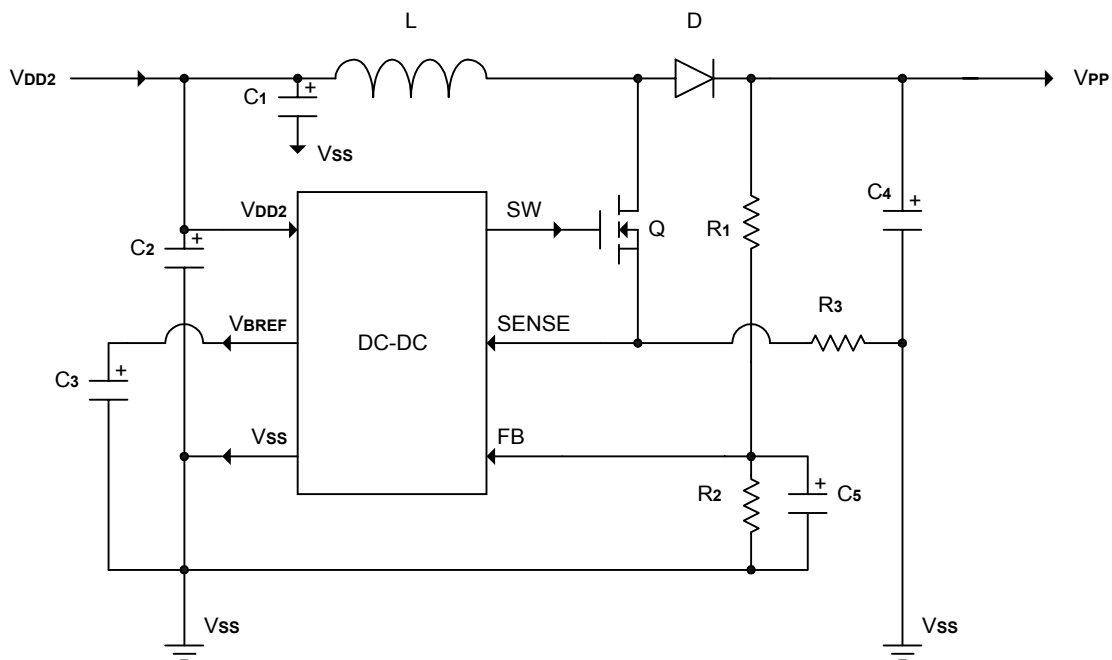 L
D
VDD2
C1
+
VSS
VPP
VDD2
SW
Q
R1
C4
+
C2
+
VBREF
DC-DC
SENSE
R3
C3
+
VSS
FB
R2
+
C5
VSS
VSS